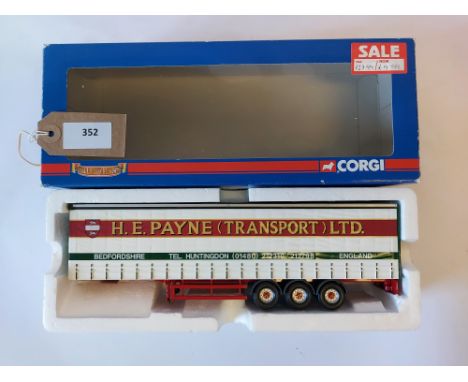 SALE
352
CORGI
H.E. PAYNE (TRANSPORT) LTD.
BEDFORDSHIRE TEL. HUNTINGDON (01480) ENGLAND